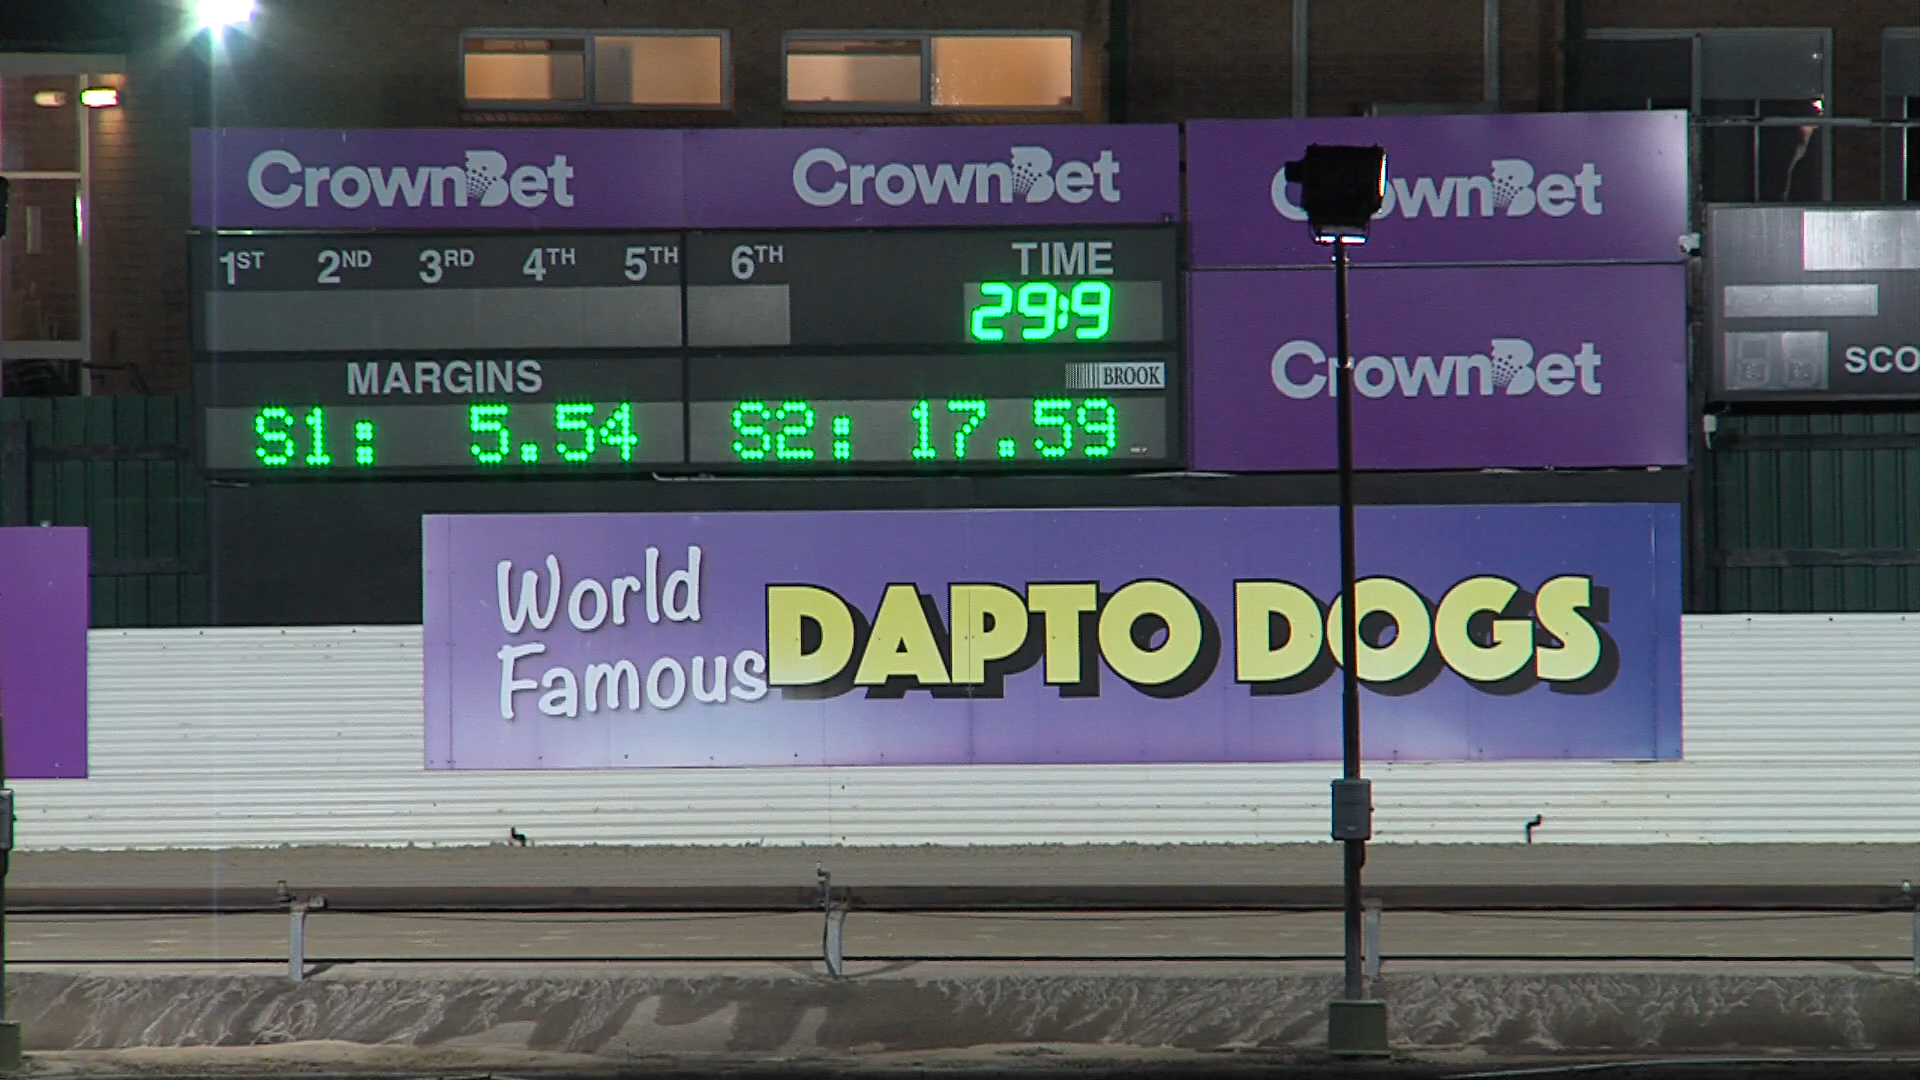 CrownBet CrownBet CrownBet
1ST 2ND 3RD 4TH 5TH 6TH TIME
29:9
MARGINS BROOK CrownBet
S1: 5.54 S2: 17.59
SCO
World
Famous DAPTO DOGS